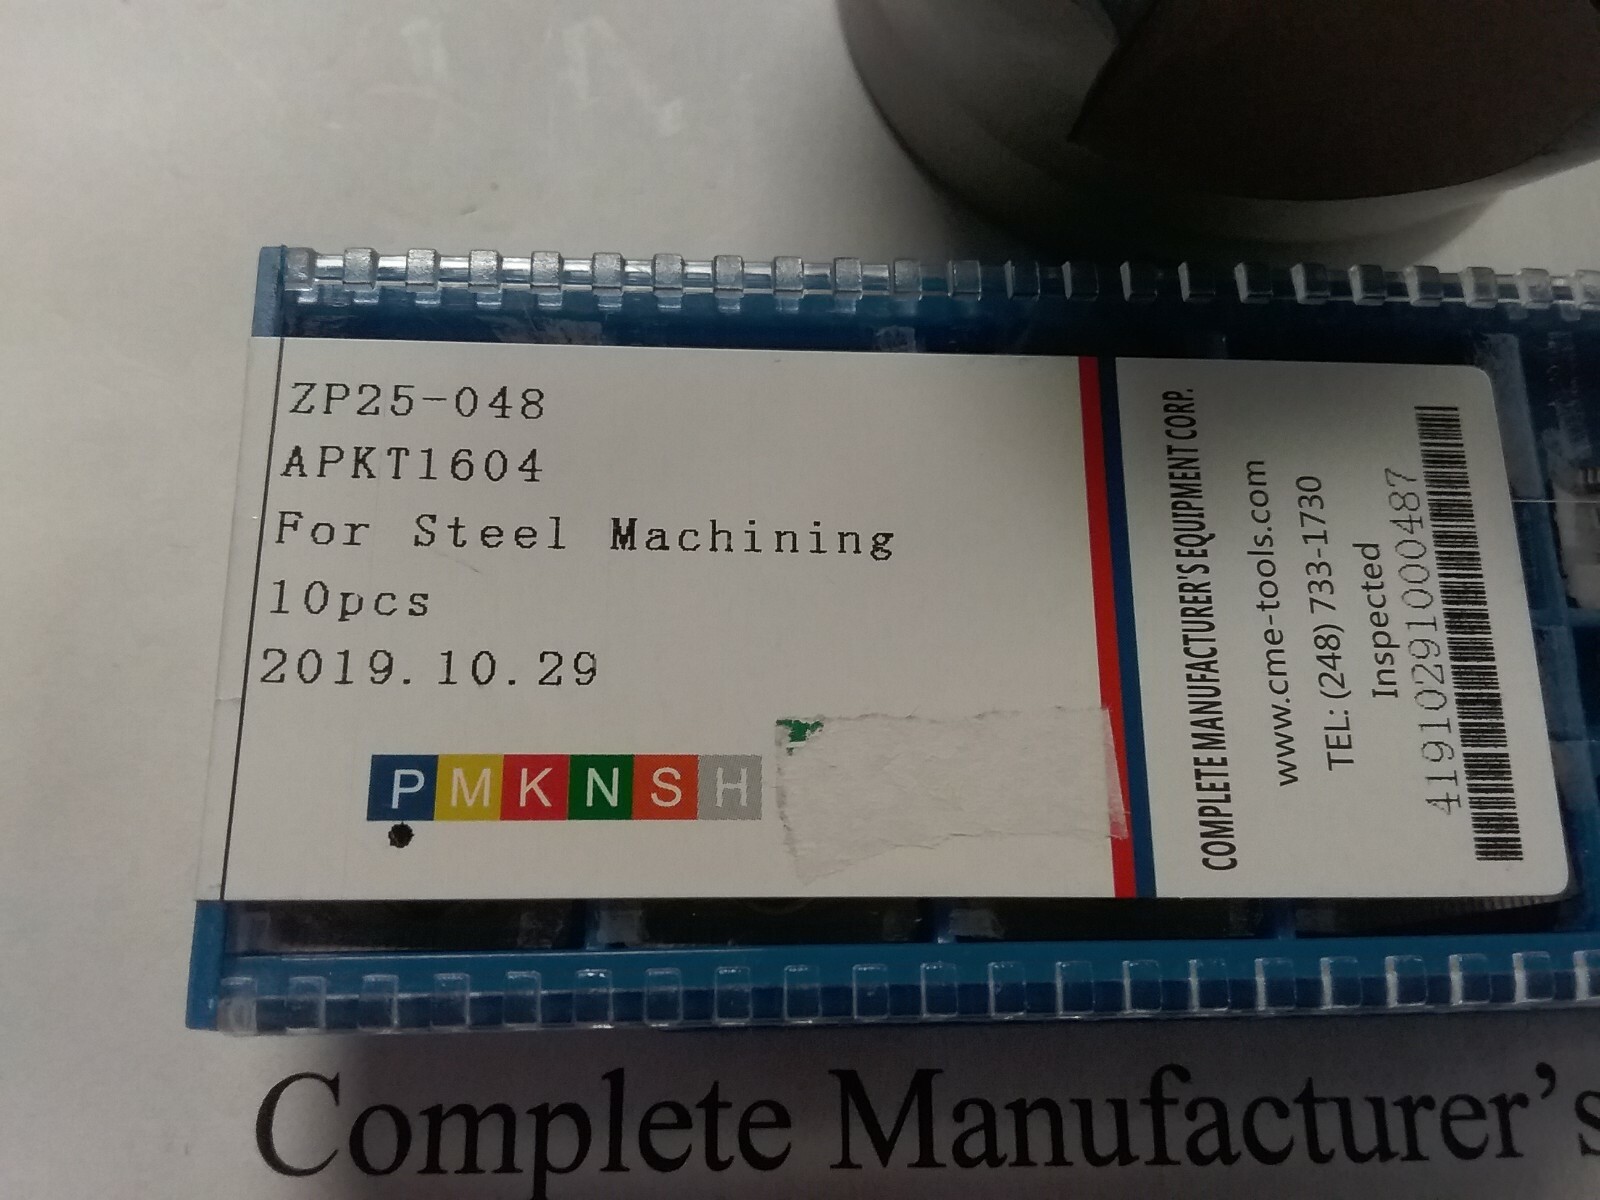 ZP25-048
APKT1604
For Steel Machining
10pcs
2019.10.29
P M K N S H
COMPLETE MANUFACTURER'S EQUIPMENT CORP.
www.cme-tools.com
TEL: (248) 733-1730
Inspected
41910291000487
Complete Manufacturer's